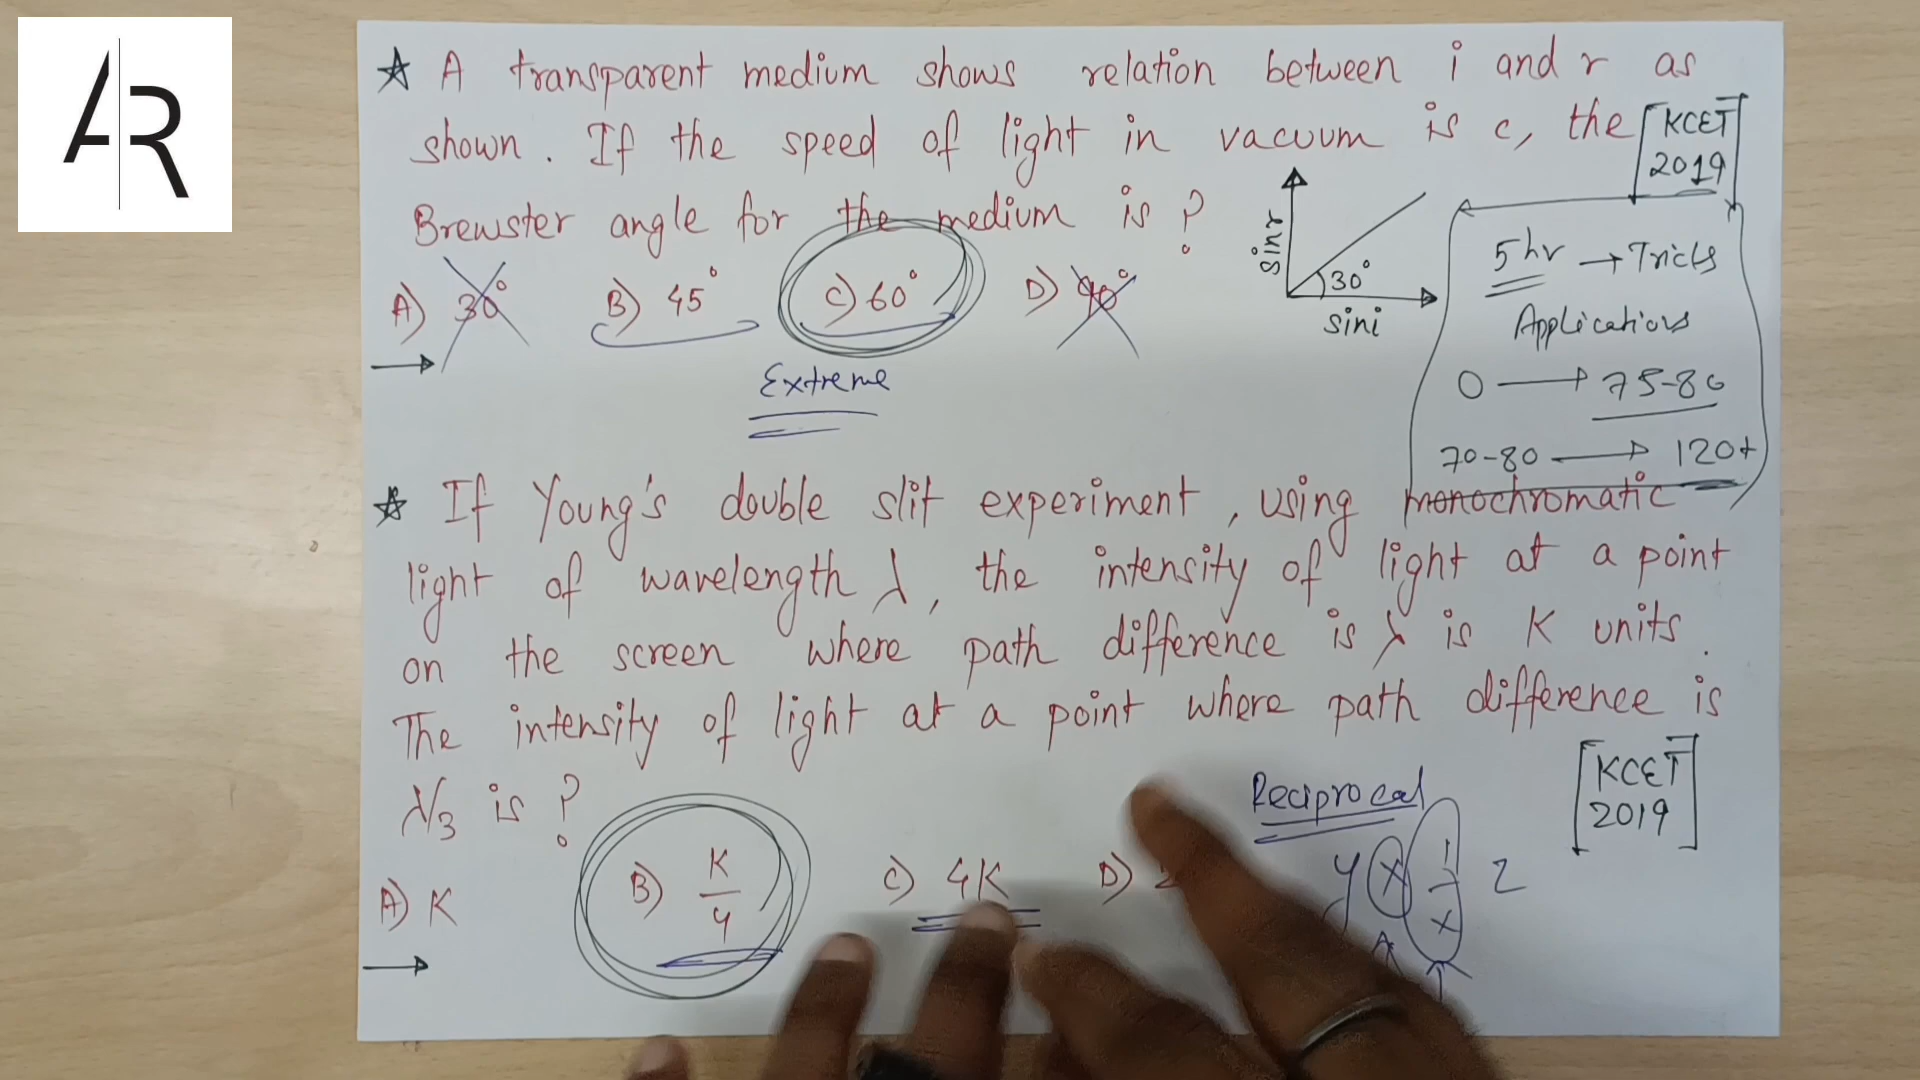 AR
☆ A transparent medium shows relation between i and r as
shown. If the speed of light in vacuum is c, the
KCET
2019
Brewster angle for the medium is ?
A) 30° B) 45° C) 60° D) 90°
sinr
30°
sini
5hr → Tricks
Applications
0 → 75-80
70-80 → 120+
Extreme
☆ If Young's double slit experiment, using monochromatic
light of wavelength λ, the intensity of light at a point
on the screen where path difference is λ is K units.
The intensity of light at a point where path difference is
λ/3 is ?
KCET
2019
Reciprocal
A) K B) K/4 C) 4K D) 2
y x 1/x z